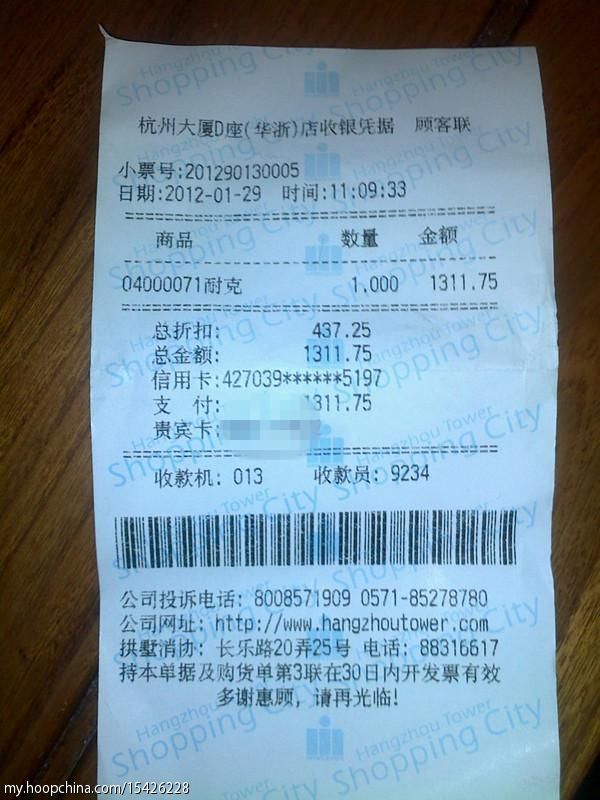 杭州大厦D座(华浙)店收银凭据 顾客联
小票号:201290130005
日期:2012-01-29 时间:11:09:33
商品 数量 金额
04000071耐克 1.000 1311.75
总折扣: 437.25
总金额: 1311.75
信用卡:427039******5197
支 付: 1311.75
贵宾卡:
收款机: 013 收款员: 9234
公司投诉电话: 8008571909 0571-85278780
公司网址: http://www.hangzhoutower.com
拱墅消协: 长乐路20弄25号 电话: 88316617
持本单据及购货单第3联在30日内开发票有效
多谢惠顾, 请再光临!
Hangzhou Tower
Shopping City
my.hoopchina.com/15426228